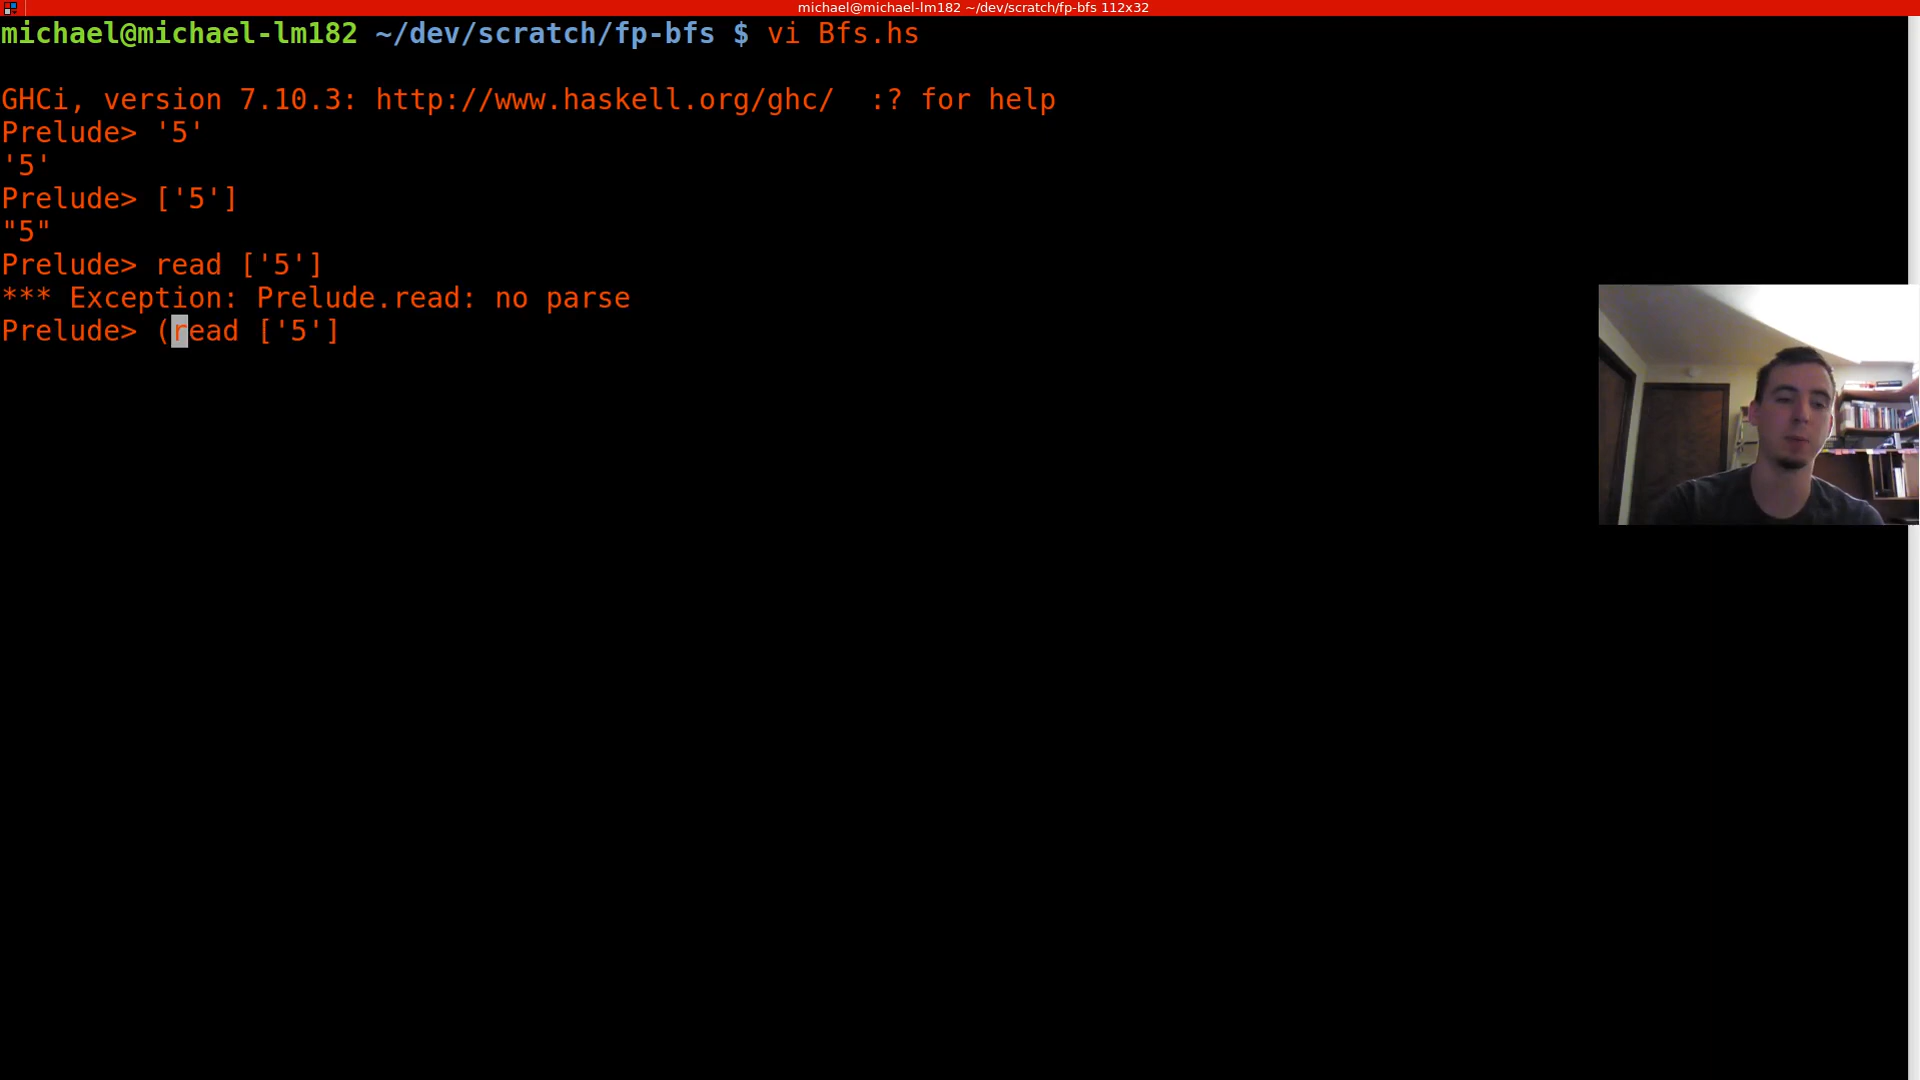 michael@michael-lm182 ~/dev/scratch/fp-bfs 112x32
michael@michael-lm182 ~/dev/scratch/fp-bfs $ vi Bfs.hs
GHCi, version 7.10.3: http://www.haskell.org/ghc/  :? for help
Prelude> '5'
'5'
Prelude> ['5']
"5"
Prelude> read ['5']
*** Exception: Prelude.read: no parse
Prelude> (read ['5']